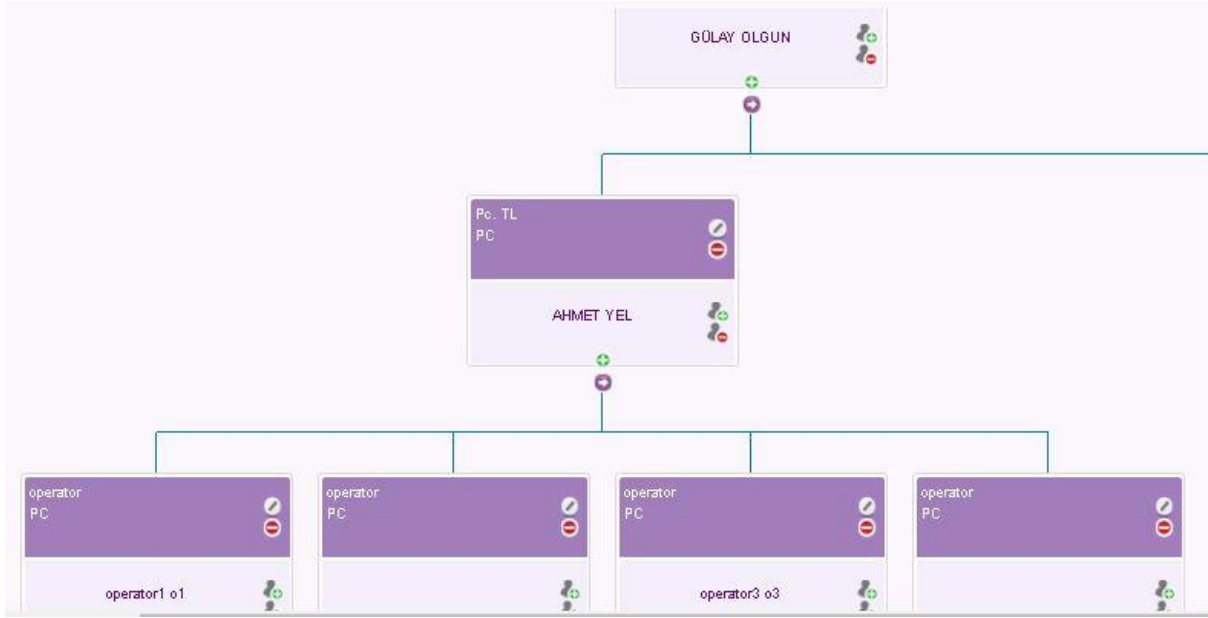 GÜLAY OLGUN
Pc. TL
PC
AHMET YEL
operator
PC
operator
PC
operator
PC
operator
PC
operator1 o1
operator3 o3